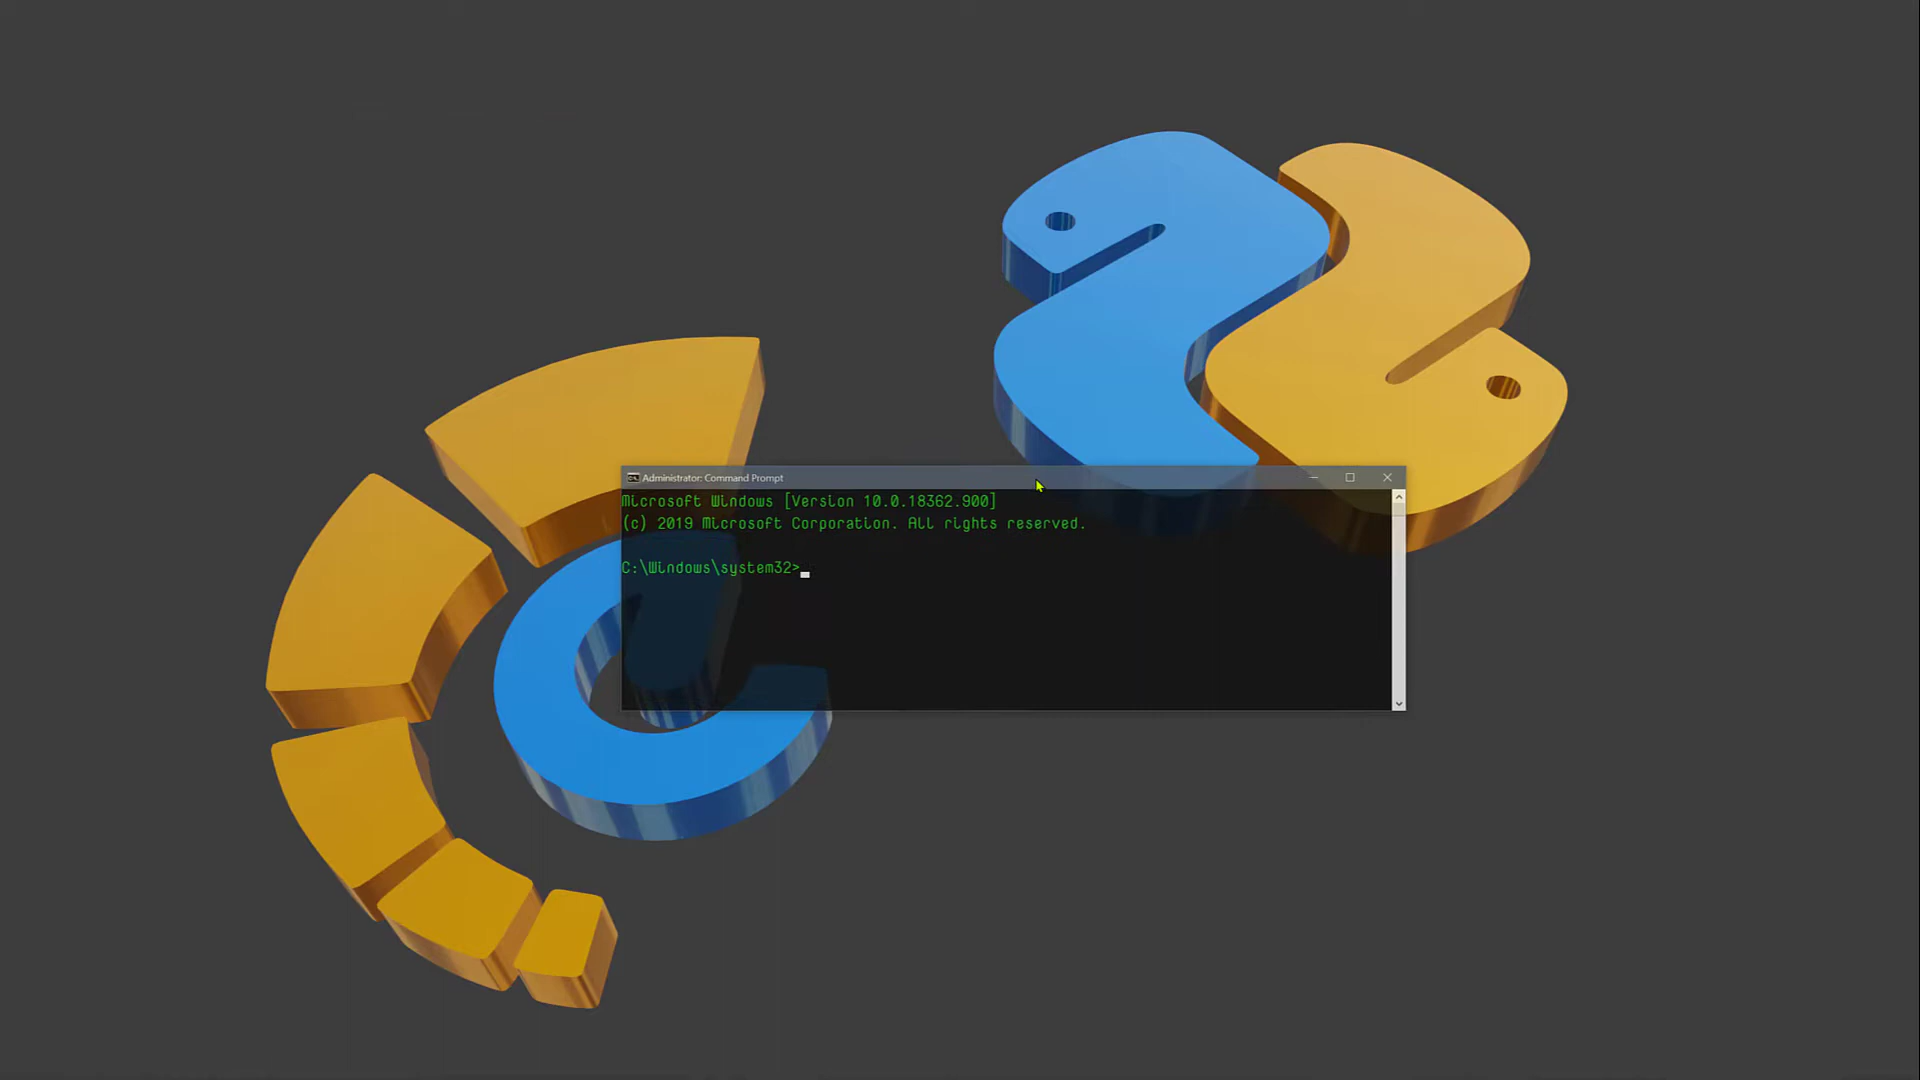 Administrator: Command Prompt
Microsoft Windows [Version 10.0.18362.900]
(c) 2019 Microsoft Corporation. All rights reserved.
C:\Windows\system32>